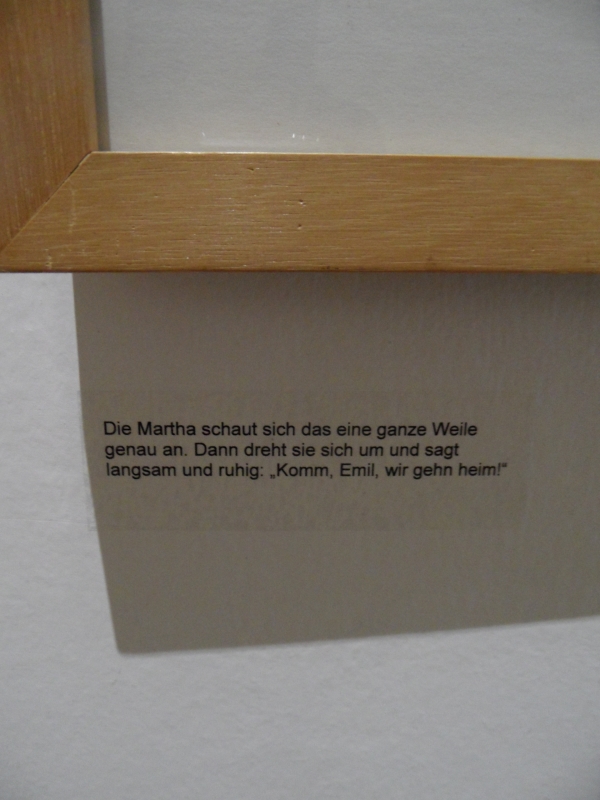 Die Martha schaut sich das eine ganze Weile
genau an. Dann dreht sie sich um und sagt
langsam und ruhig: „Komm, Emil, wir gehn heim!“